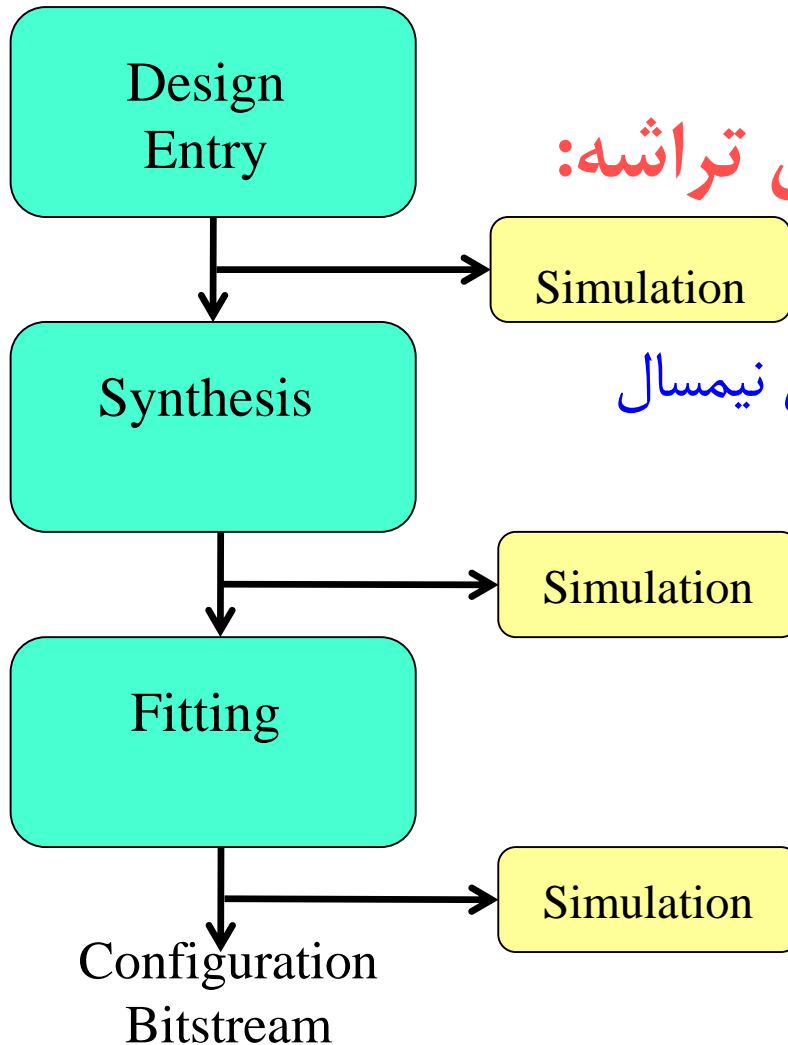 Design
Entry
تراشه:
Simulation
Synthesis
نیمسال
Simulation
Fitting
Simulation
Configuration
Bitstream